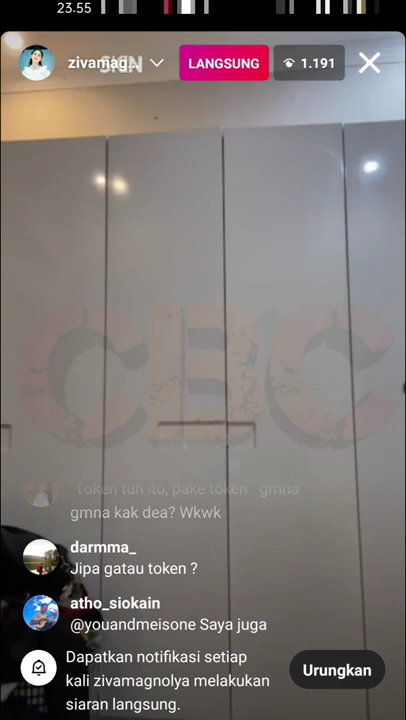 23.55
zivamag...
LANGSUNG
1.191
CBC
"Token tuh itu, pake token" gmna
gmna kak dea? Wkwk
darmma_
Jipa gatau token ?
atho_siokain
@youandmeisone Saya juga
Dapatkan notifikasi setiap
kali zivamagnolya melakukan
siaran langsung.
Urungkan